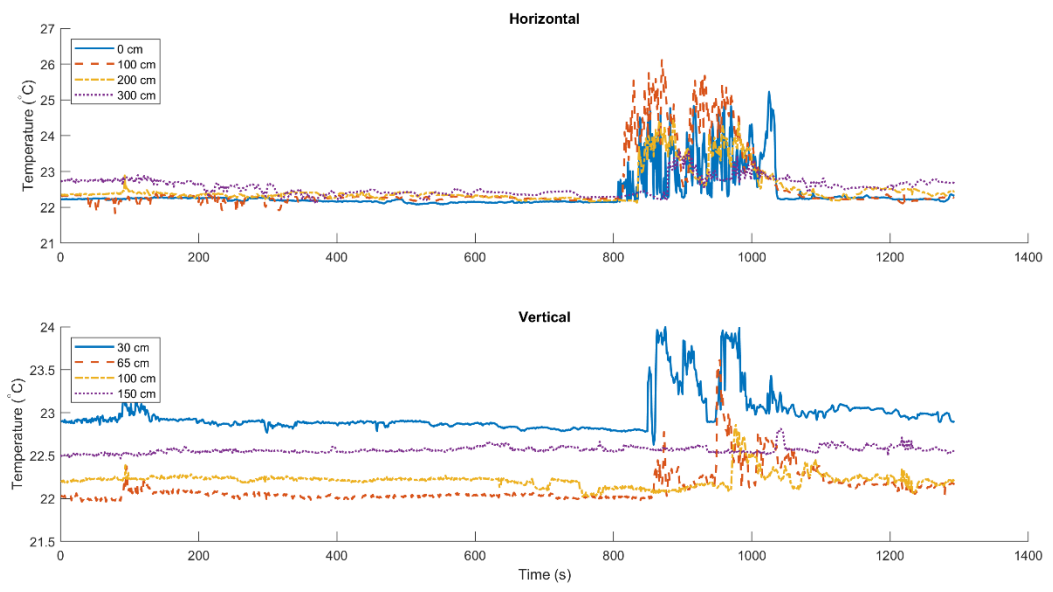 Horizontal
27
26
25
24
23
22
21
Temperature (°C)
0 cm
100 cm
200 cm
300 cm
0 200 400 600 800 1000 1200 1400
Vertical
24
23.5
23
22.5
22
21.5
Temperature (°C)
30 cm
65 cm
100 cm
150 cm
0 200 400 600 800 1000 1200 1400
Time (s)